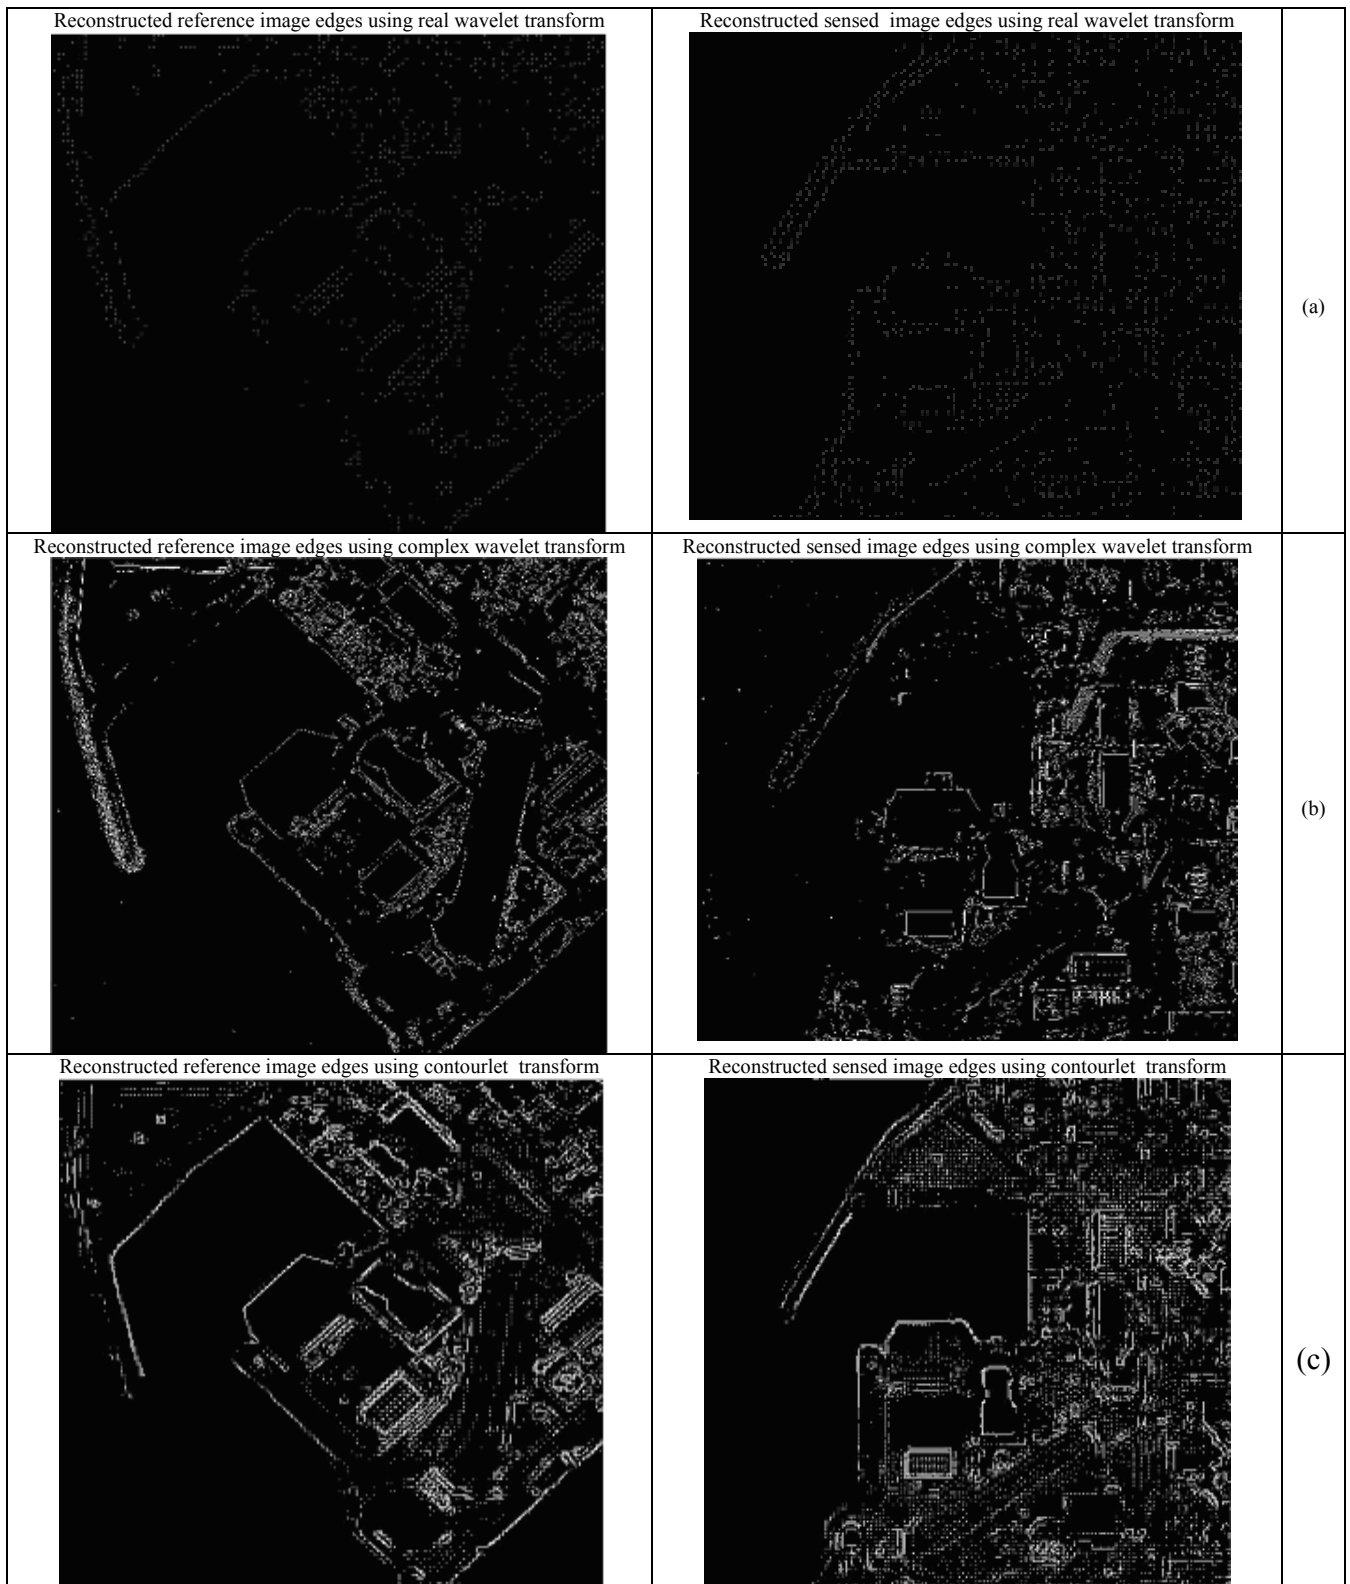 Reconstructed reference image edges using real wavelet transform
Reconstructed sensed image edges using real wavelet transform
(a)
Reconstructed reference image edges using complex wavelet transform
Reconstructed sensed image edges using complex wavelet transform
(b)
Reconstructed reference image edges using contourlet transform
Reconstructed sensed image edges using contourlet transform
(c)